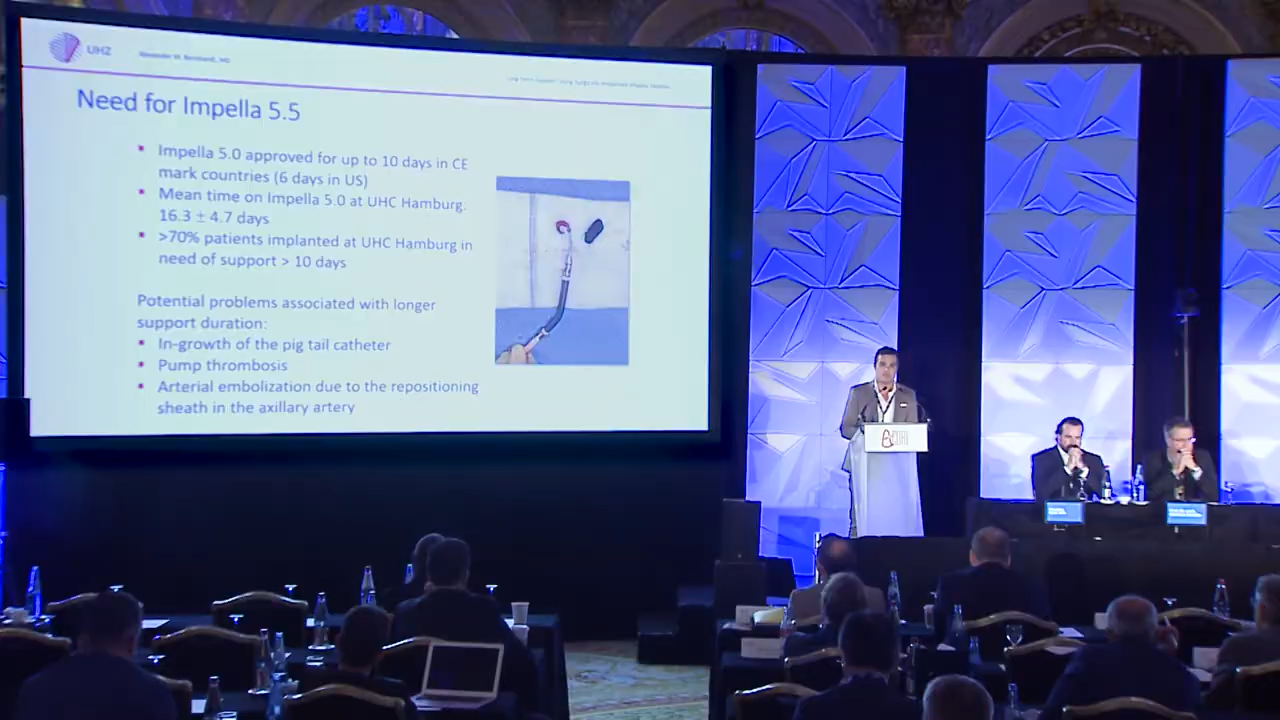 UHZ
Need for Impella 5.5
Impella 5.0 approved for up to 10 days in CE
mark countries (6 days in US)
Mean time on Impella 5.0 at UHC Hamburg:
16.3 ± 4.7 days
>70% patients implanted at UHC Hamburg in
need of support > 10 days
Potential problems associated with longer
support duration:
In-growth of the pig tail catheter
Pump thrombosis
Arterial embolization due to the repositioning
sheath in the axillary artery